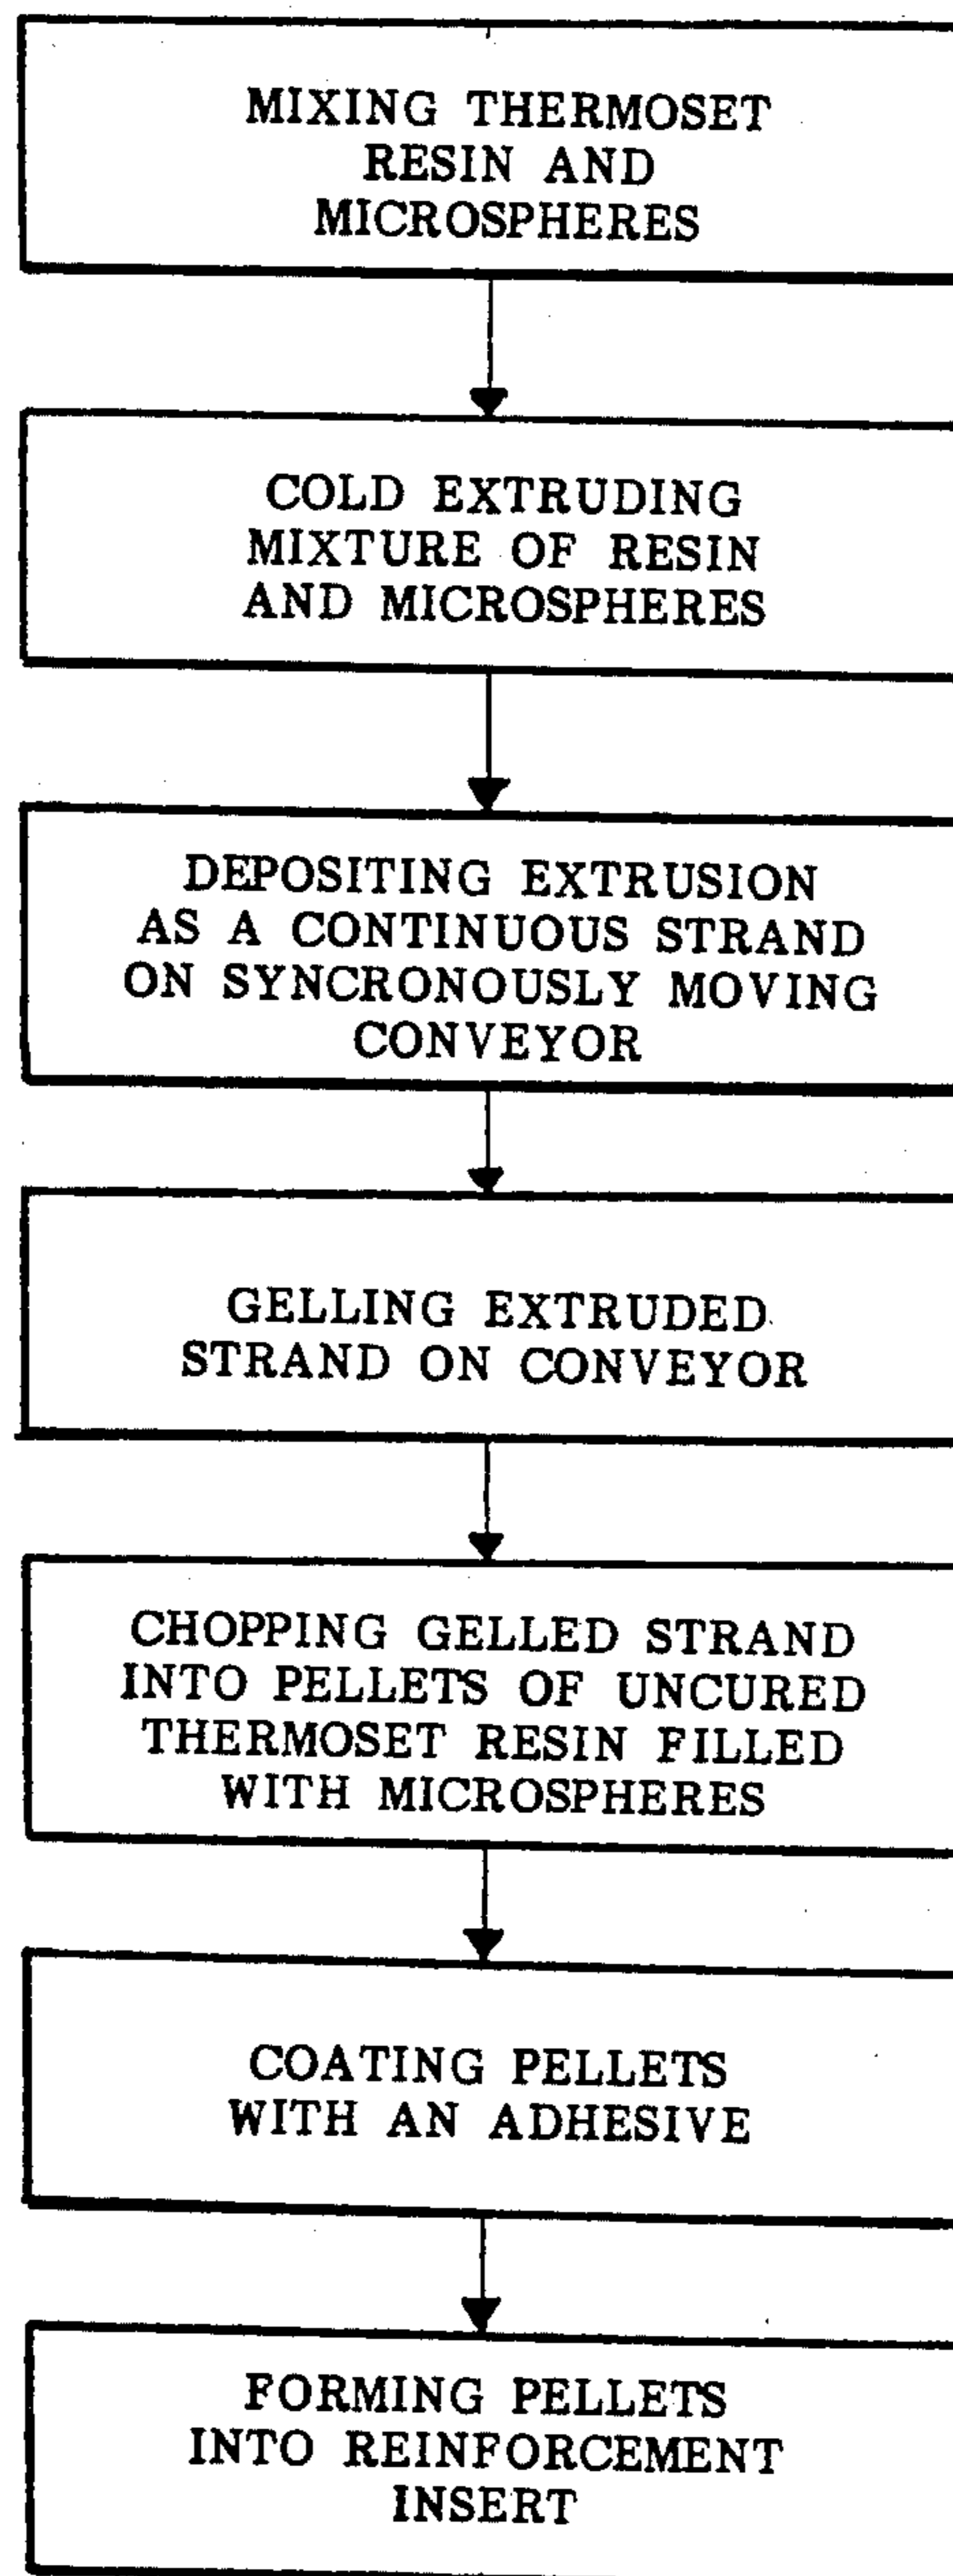 MIXING THERMOSET
RESIN AND
MICROSPHERES
COLD EXTRUDING
MIXTURE OF RESIN
AND MICROSPHERES
DEPOSITING EXTRUSION
AS A CONTINUOUS STRAND
ON SYNCRONOUSLY MOVING
CONVEYOR
GELLING EXTRUDED
STRAND ON CONVEYOR
CHOPPING GELLED STRAND
INTO PELLETS OF UNCURED
THERMOSET RESIN FILLED
WITH MICROSPHERES
COATING PELLETS
WITH AN ADHESIVE
FORMING PELLETS
INTO REINFORCEMENT
INSERT